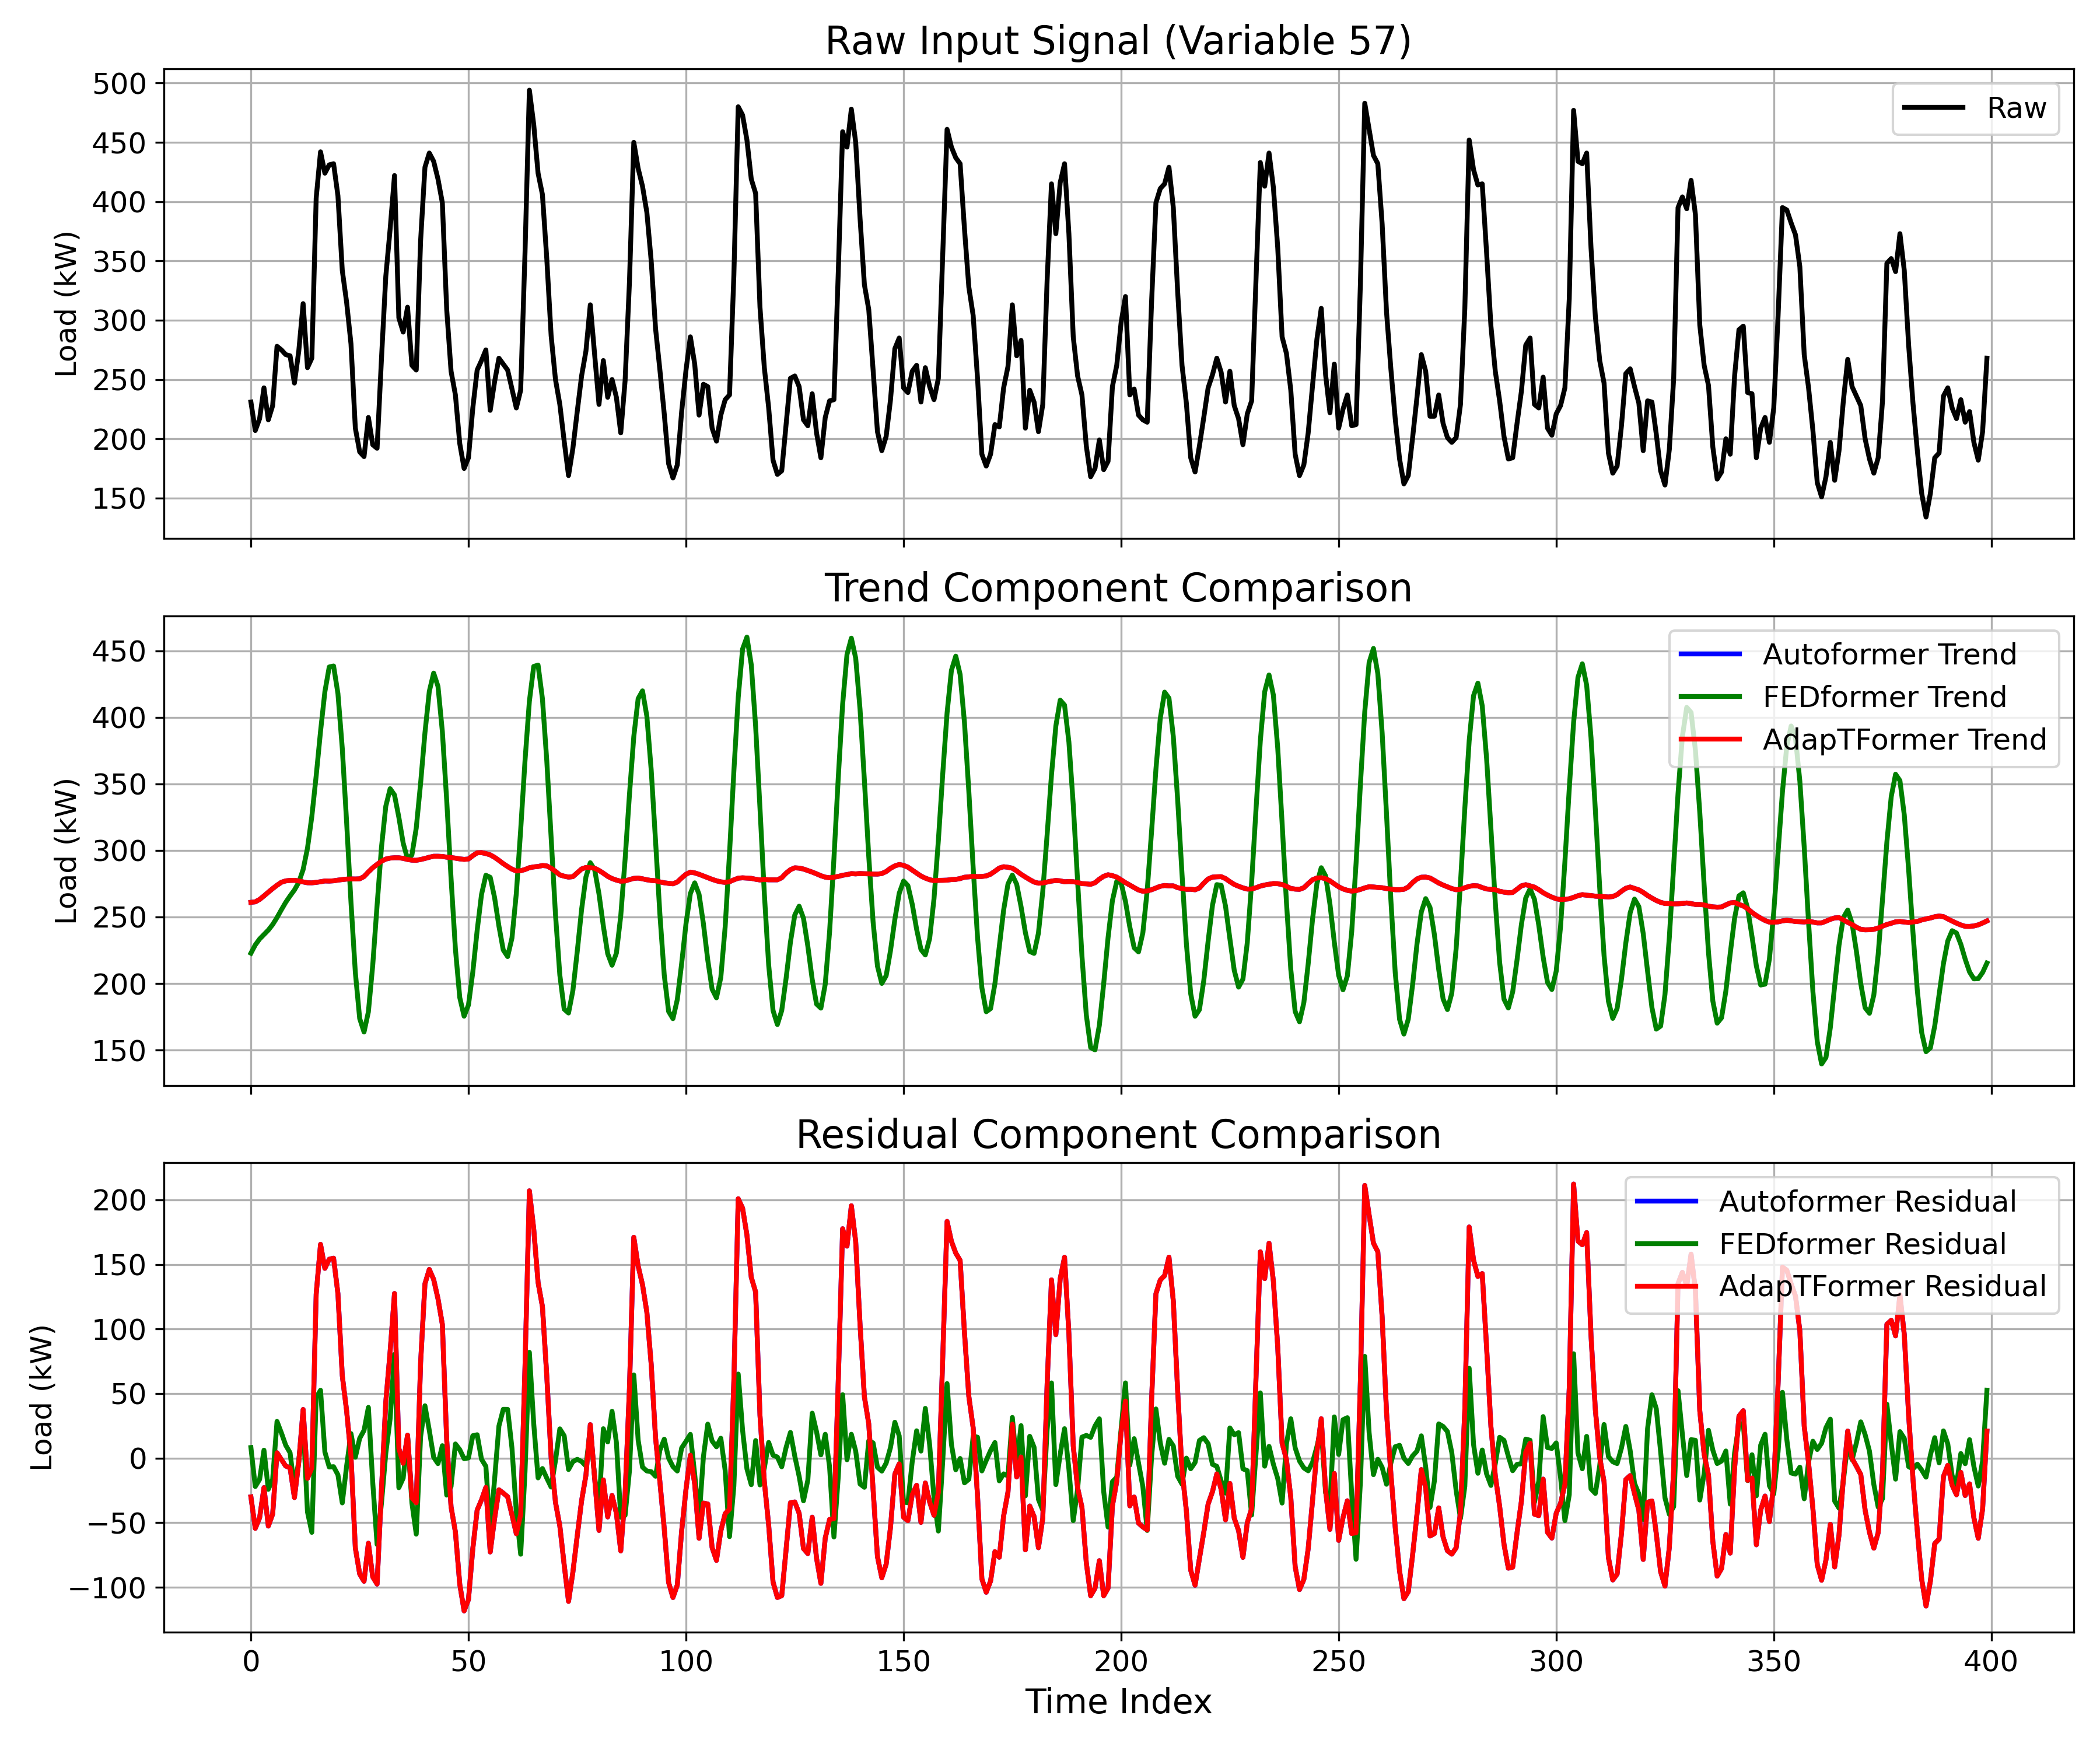 Raw Input Signal (Variable 57)
500
450
400
350
300
250
200
150
Load (kW)
Raw
Trend Component Comparison
450
400
350
300
250
200
150
Load (kW)
Autoformer Trend
FEDformer Trend
AdapTFormer Trend
Residual Component Comparison
200
150
100
50
0
−50
−100
Load (kW)
Autoformer Residual
FEDformer Residual
AdapTFormer Residual
0 50 100 150 200 250 300 350 400
Time Index